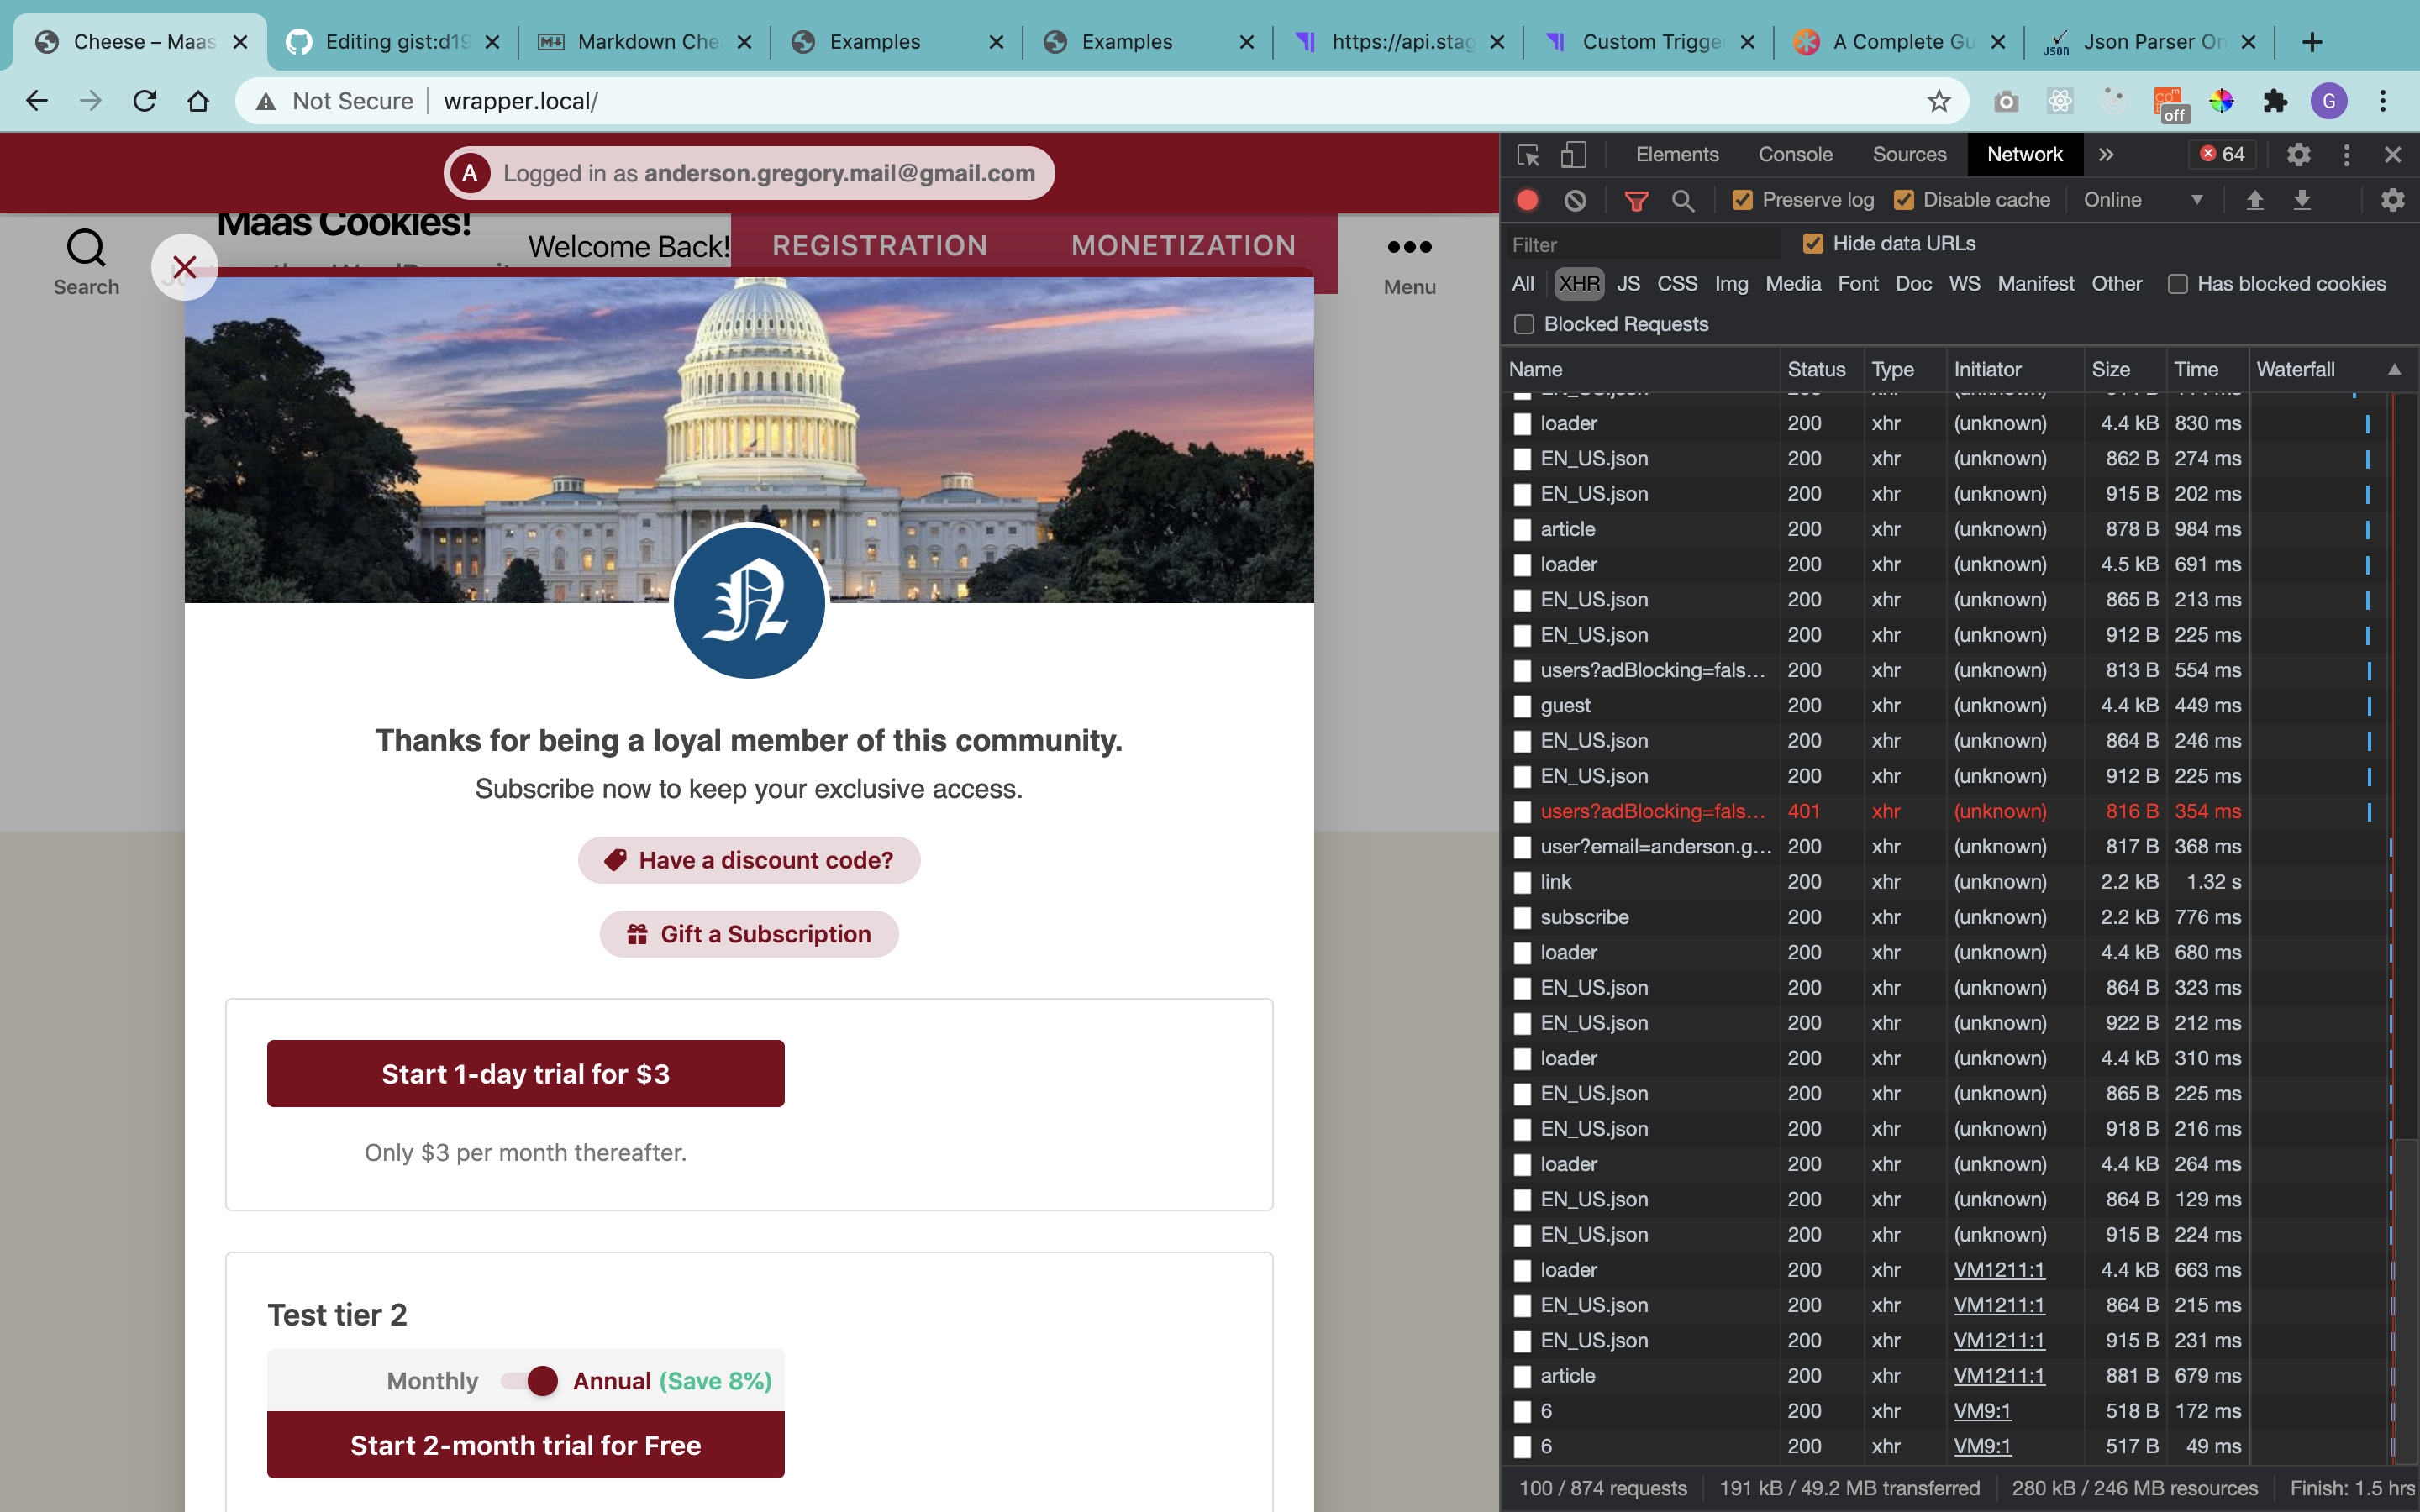 Cheese – Maas
Editing gist:d19
Markdown Che
Examples
Examples
https://api.stag
Custom Trigger
A Complete Gu
Json Parser On
Not Secure wrapper.local/
off
G
A Logged in as anderson.gregory.mail@gmail.com
Maas Cookies!
Search
Welcome Back!
REGISTRATION
MONETIZATION
Menu
N
Thanks for being a loyal member of this community.
Subscribe now to keep your exclusive access.
Have a discount code?
Gift a Subscription
Start 1-day trial for $3
Only $3 per month thereafter.
Test tier 2
Monthly Annual (Save 8%)
Start 2-month trial for Free
Elements Console Sources Network 64
Preserve log Disable cache Online
Filter Hide data URLs
All XHR JS CSS Img Media Font Doc WS Manifest Other Has blocked cookies
Blocked Requests
Name Status Type Initiator Size Time Waterfall
loader 200 xhr (unknown) 4.4 kB 830 ms
EN_US.json 200 xhr (unknown) 862 B 274 ms
EN_US.json 200 xhr (unknown) 915 B 202 ms
article 200 xhr (unknown) 878 B 984 ms
loader 200 xhr (unknown) 4.5 kB 691 ms
EN_US.json 200 xhr (unknown) 865 B 213 ms
EN_US.json 200 xhr (unknown) 912 B 225 ms
users?adBlocking=fals... 200 xhr (unknown) 813 B 554 ms
guest 200 xhr (unknown) 4.4 kB 449 ms
EN_US.json 200 xhr (unknown) 864 B 246 ms
EN_US.json 200 xhr (unknown) 912 B 225 ms
users?adBlocking=fals... 401 xhr (unknown) 816 B 354 ms
user?email=anderson.g... 200 xhr (unknown) 817 B 368 ms
link 200 xhr (unknown) 2.2 kB 1.32 s
subscribe 200 xhr (unknown) 2.2 kB 776 ms
loader 200 xhr (unknown) 4.4 kB 680 ms
EN_US.json 200 xhr (unknown) 864 B 323 ms
EN_US.json 200 xhr (unknown) 922 B 212 ms
loader 200 xhr (unknown) 4.4 kB 310 ms
EN_US.json 200 xhr (unknown) 865 B 225 ms
EN_US.json 200 xhr (unknown) 918 B 216 ms
loader 200 xhr (unknown) 4.4 kB 264 ms
EN_US.json 200 xhr (unknown) 864 B 129 ms
EN_US.json 200 xhr (unknown) 915 B 224 ms
loader 200 xhr VM1211:1 4.4 kB 663 ms
EN_US.json 200 xhr VM1211:1 864 B 215 ms
EN_US.json 200 xhr VM1211:1 915 B 231 ms
article 200 xhr VM1211:1 881 B 679 ms
6 200 xhr VM9:1 518 B 172 ms
6 200 xhr VM9:1 517 B 49 ms
100 / 874 requests 191 kB / 49.2 MB transferred 280 kB / 246 MB resources Finish: 1.5 hrs